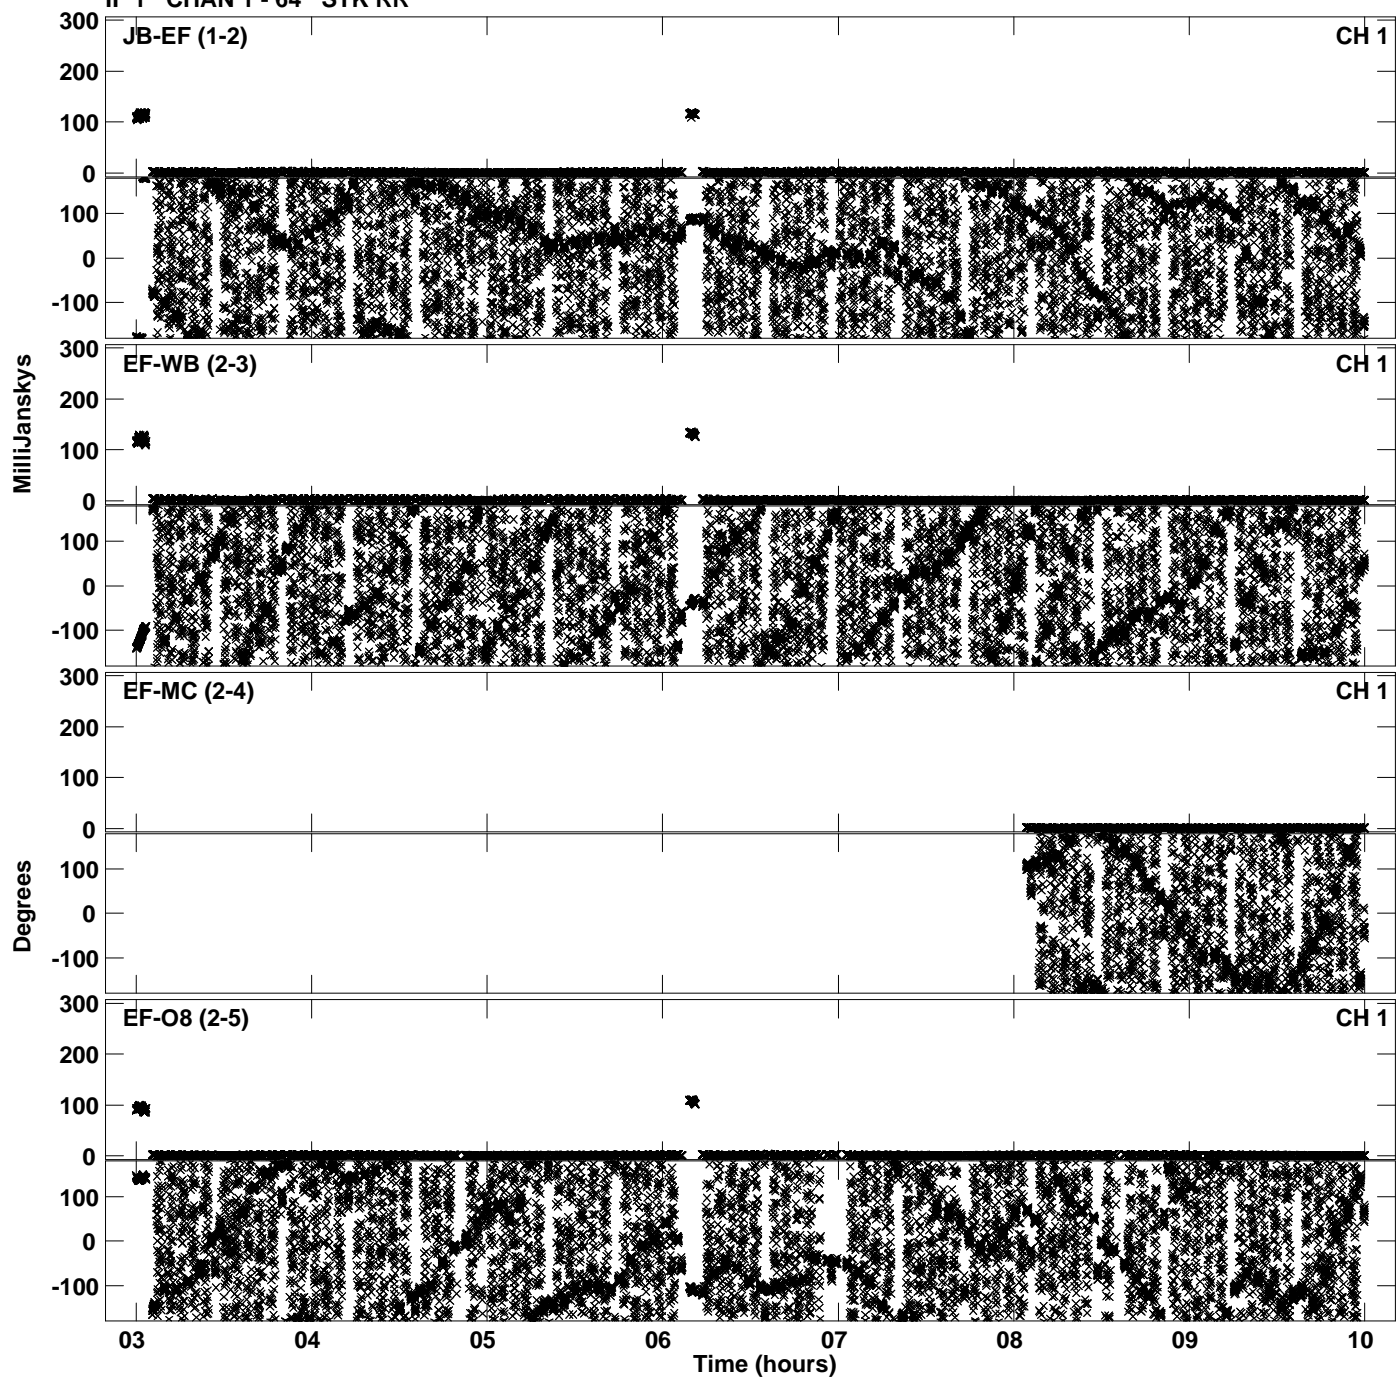 IF 1 CHAN 1 - 64 STK RR
300 JB-EF (1-2) CH 1
200
100
0
100
0
-100
300 EF-WB (2-3) CH 1
200
100
0
100
0
-100
MilliJanskys
300 EF-MC (2-4) CH 1
200
100
0
100
0
-100
Degrees
300 EF-O8 (2-5) CH 1
200
100
0
100
0
-100
03 04 05 06 07 08 09 10
Time (hours)